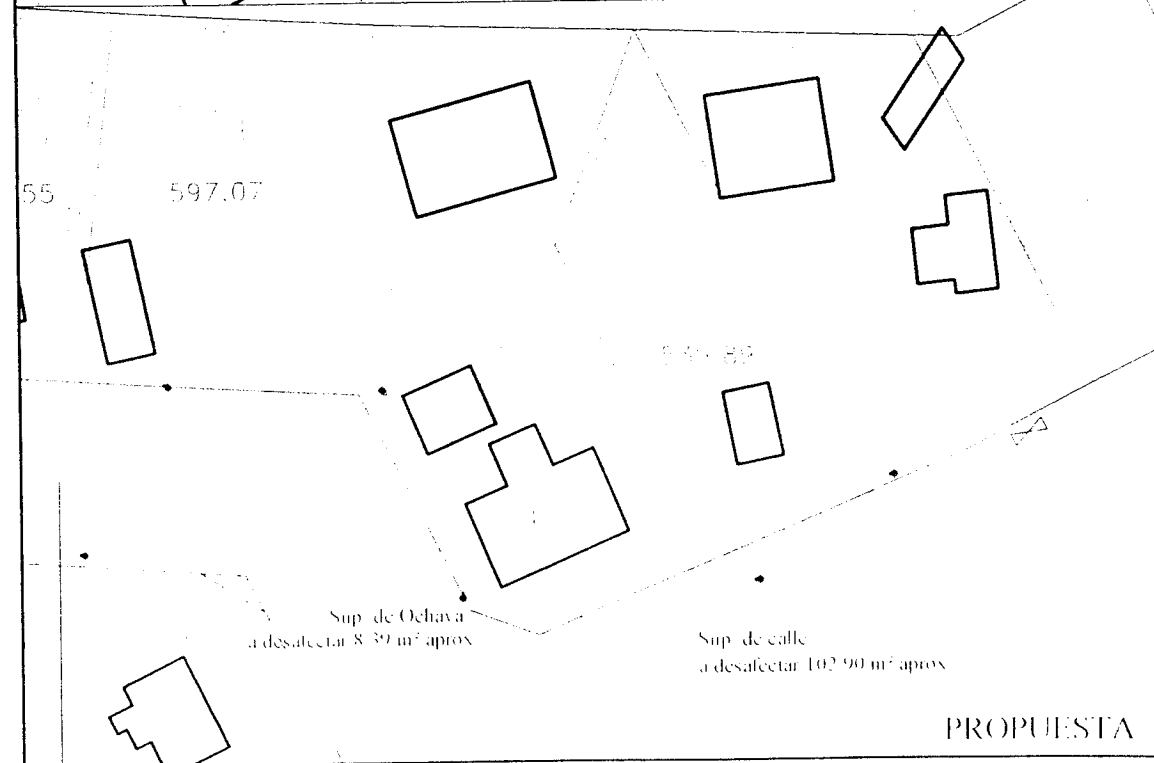 55
597.07
89
Sup. de Ochava
a desafectar 8.39 m² aprox
Sup. de calle
a desafectar 102.90 m² aprox
PROPUESTA